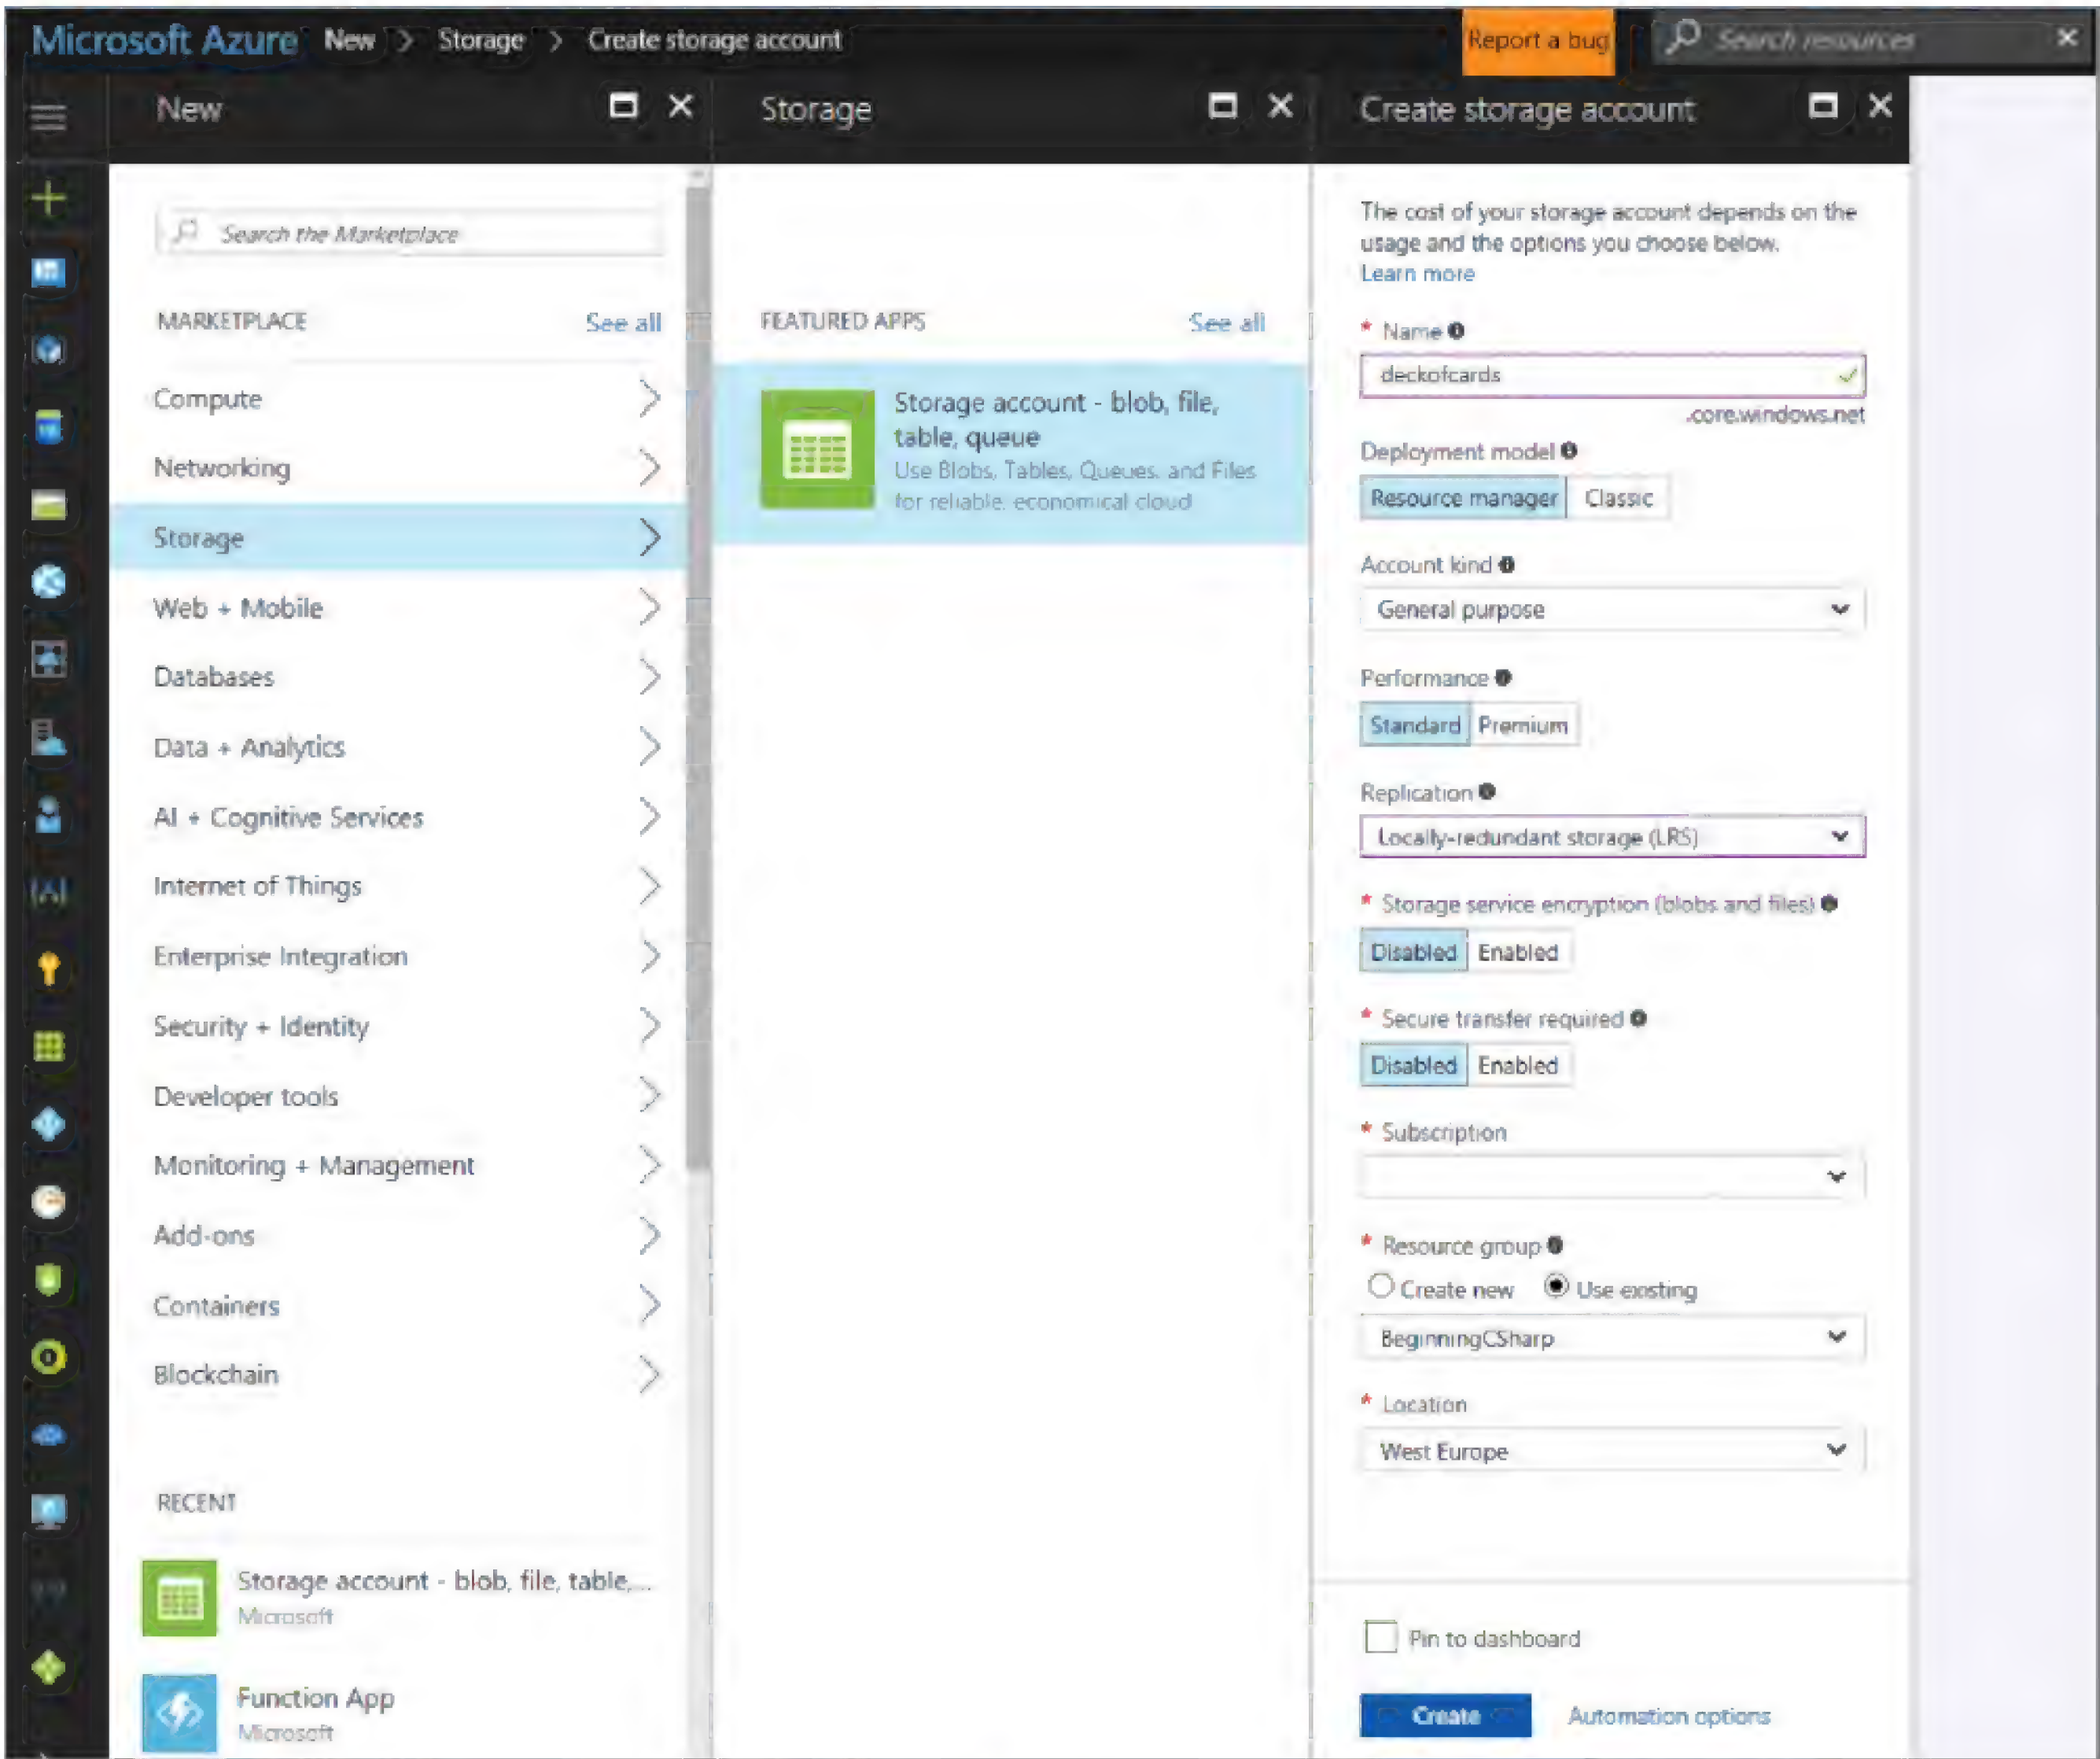 Microsoft Azure New > Storage > Create storage account
Report a bug
Search resources
New
Storage
Create storage account
Search the Marketplace
MARKETPLACE
See all
Compute
Networking
Storage
Web + Mobile
Databases
Data + Analytics
AI + Cognitive Services
Internet of Things
Enterprise Integration
Security + Identity
Developer tools
Monitoring + Management
Add-ons
Containers
Blockchain
RECENT
Storage account - blob, file, table,...
Microsoft
Function App
Microsoft
FEATURED APPS
See all
Storage account - blob, file,
table, queue
Use Blobs, Tables, Queues, and Files
for reliable, economical cloud
The cost of your storage account depends on the
usage and the options you choose below.
Learn more
* Name
deckofcards
.core.windows.net
Deployment model
Resource manager Classic
Account kind
General purpose
Performance
Standard Premium
Replication
Locally-redundant storage (LRS)
* Storage service encryption (blobs and files)
Disabled Enabled
* Secure transfer required
Disabled Enabled
* Subscription
* Resource group
Create new Use existing
BeginningCSharp
* Location
West Europe
Pin to dashboard
Create Automation options